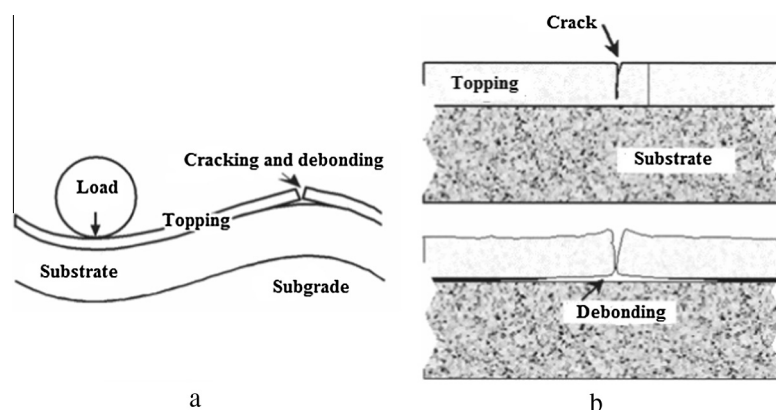 Cracking and debonding
Load
Topping
Substrate
Subgrade
a
Crack
Topping
Substrate
Debonding
b